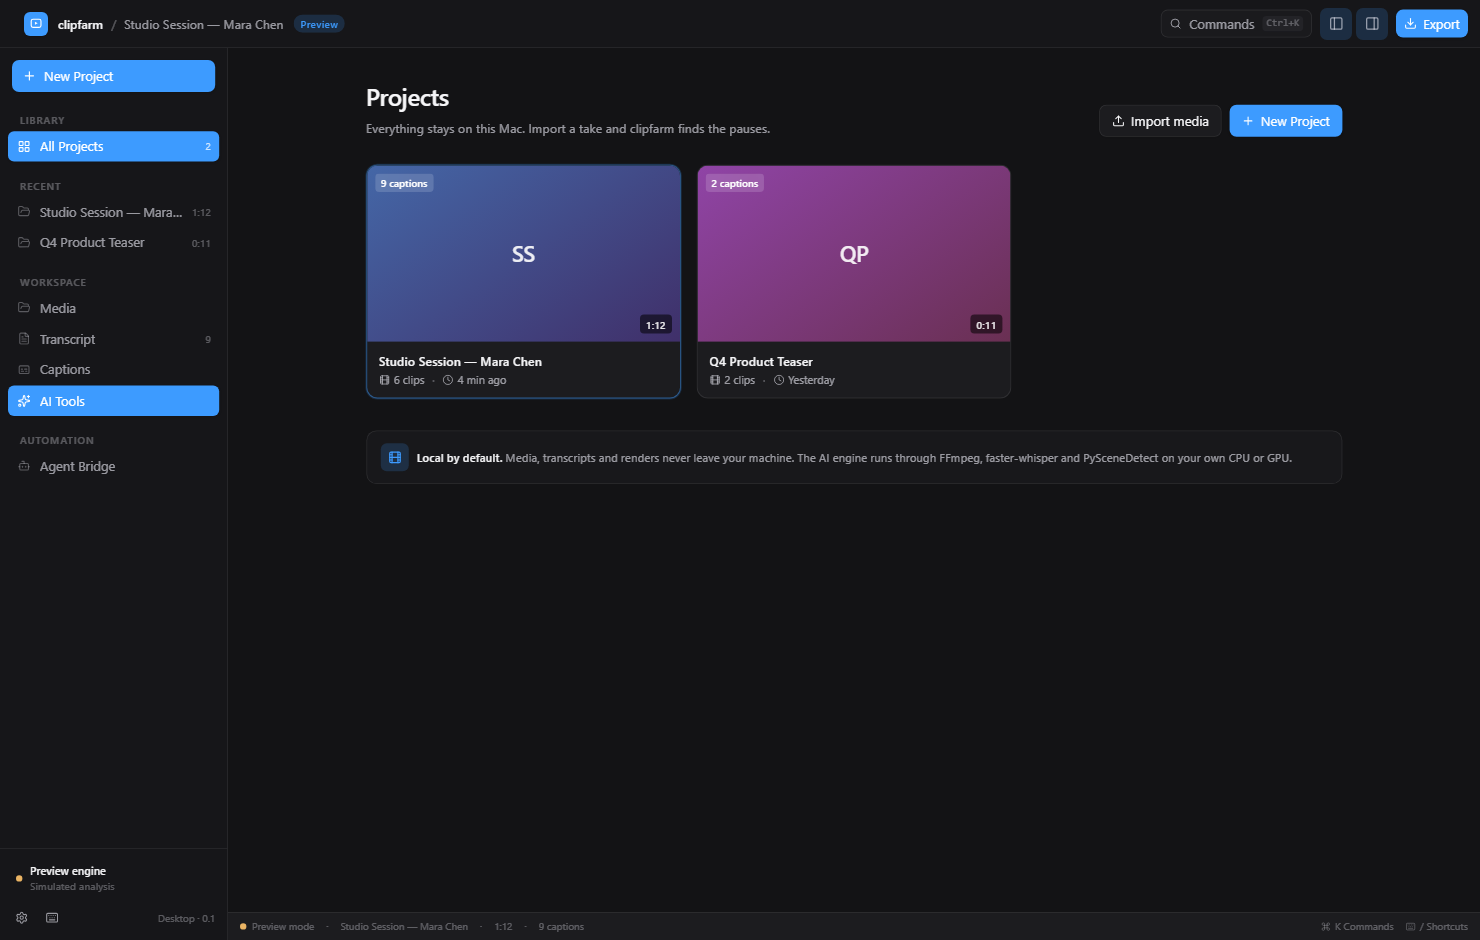 clipfarm / Studio Session — Mara Chen Preview
Commands Ctrl+K
Export
New Project
LIBRARY
All Projects 2
RECENT
Studio Session — Mara... 1:12
Q4 Product Teaser 0:11
WORKSPACE
Media
Transcript 9
Captions
AI Tools
AUTOMATION
Agent Bridge
Preview engine
Simulated analysis
Desktop · 0.1
Projects
Everything stays on this Mac. Import a take and clipfarm finds the pauses.
Import media
New Project
9 captions
SS
1:12
Studio Session — Mara Chen
6 clips · 4 min ago
2 captions
QP
0:11
Q4 Product Teaser
2 clips · Yesterday
Local by default. Media, transcripts and renders never leave your machine. The AI engine runs through FFmpeg, faster-whisper and PySceneDetect on your own CPU or GPU.
Preview mode · Studio Session — Mara Chen · 1:12 · 9 captions
⌘ K Commands / Shortcuts